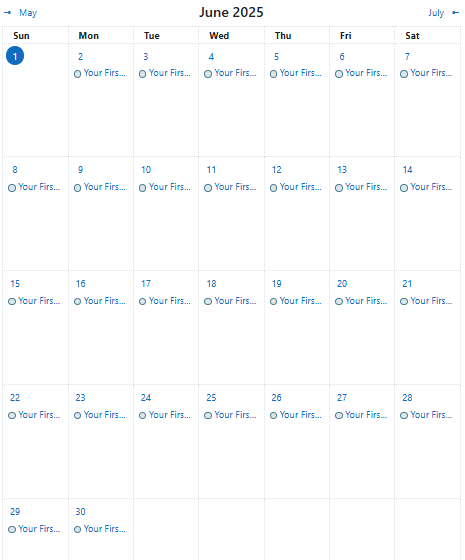 May June 2025 July
Sun Mon Tue Wed Thu Fri Sat
1 2 3 4 5 6 7
Your Firs... Your Firs... Your Firs... Your Firs... Your Firs... Your Firs...
8 9 10 11 12 13 14
Your Firs... Your Firs... Your Firs... Your Firs... Your Firs... Your Firs... Your Firs...
15 16 17 18 19 20 21
Your Firs... Your Firs... Your Firs... Your Firs... Your Firs... Your Firs... Your Firs...
22 23 24 25 26 27 28
Your Firs... Your Firs... Your Firs... Your Firs... Your Firs... Your Firs... Your Firs...
29 30
Your Firs... Your Firs...